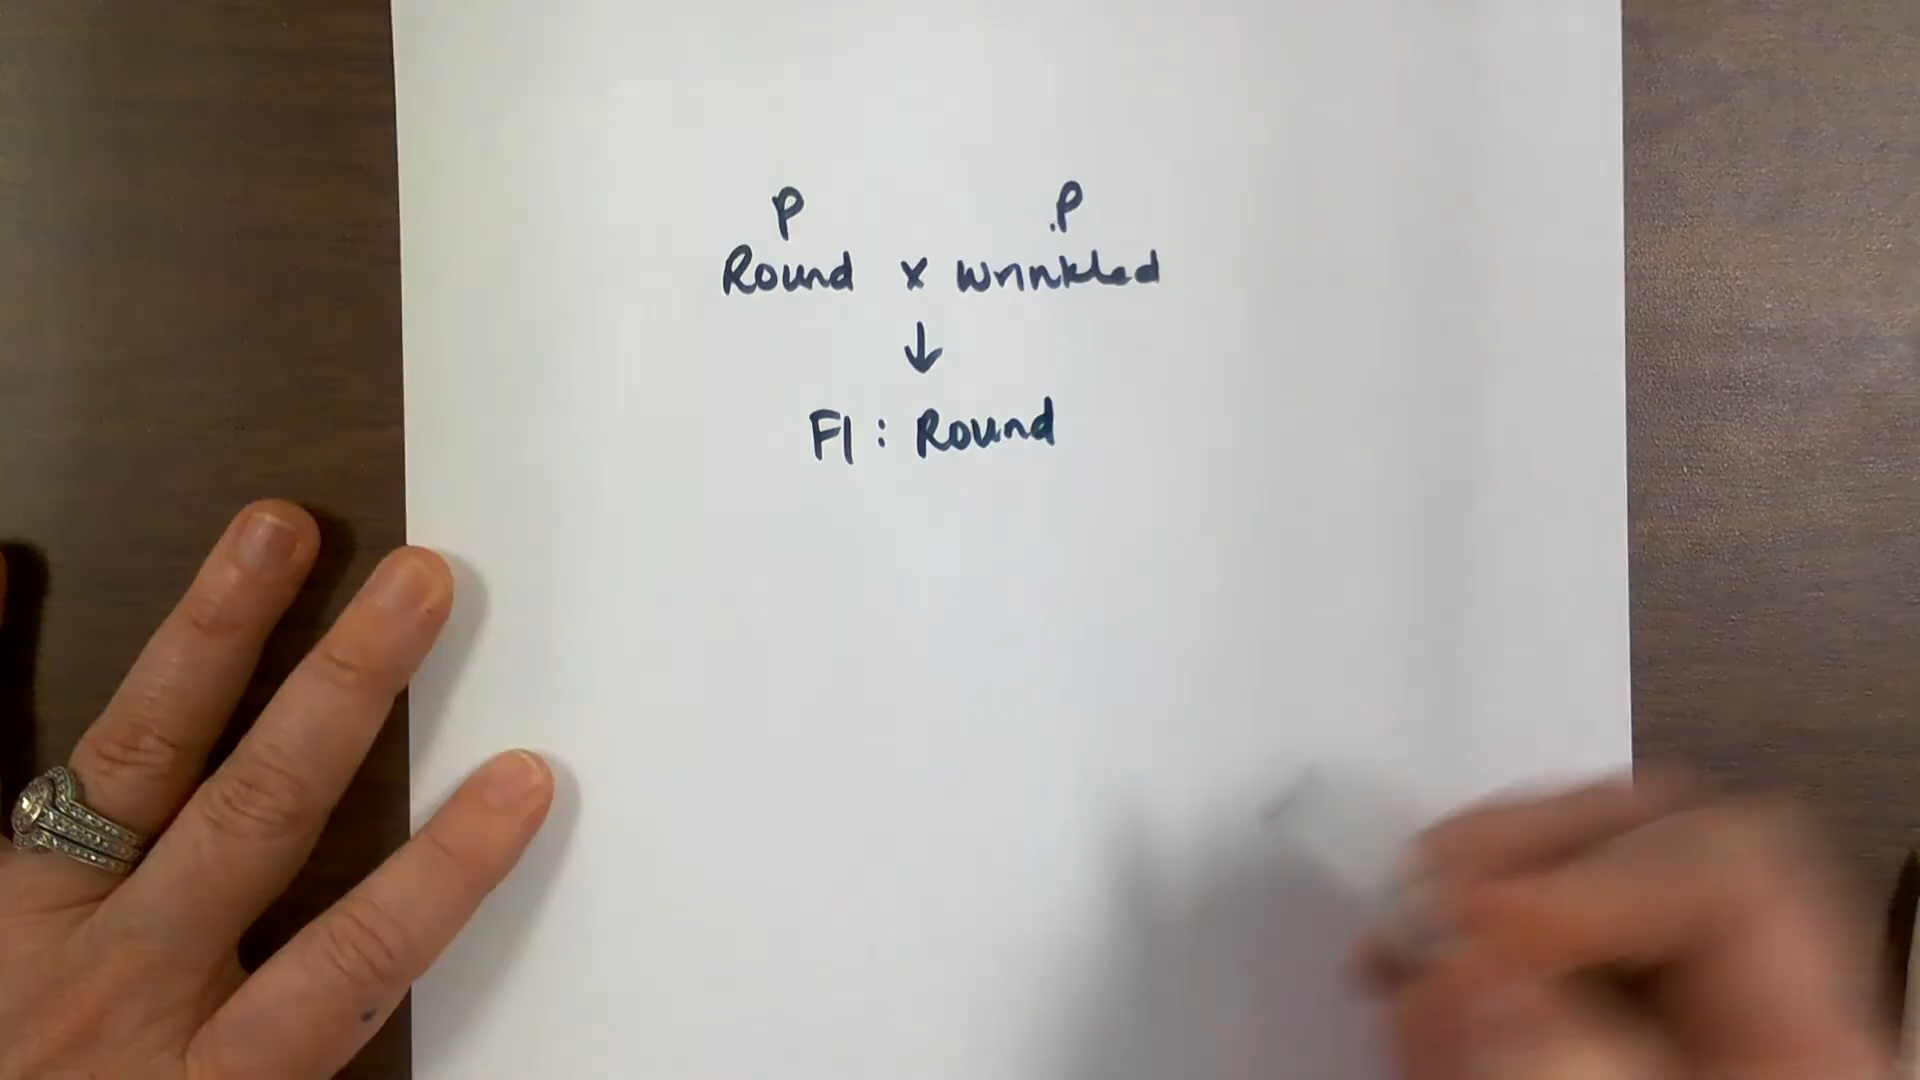 P P
Round x wrinkled
↓
F1 : Round